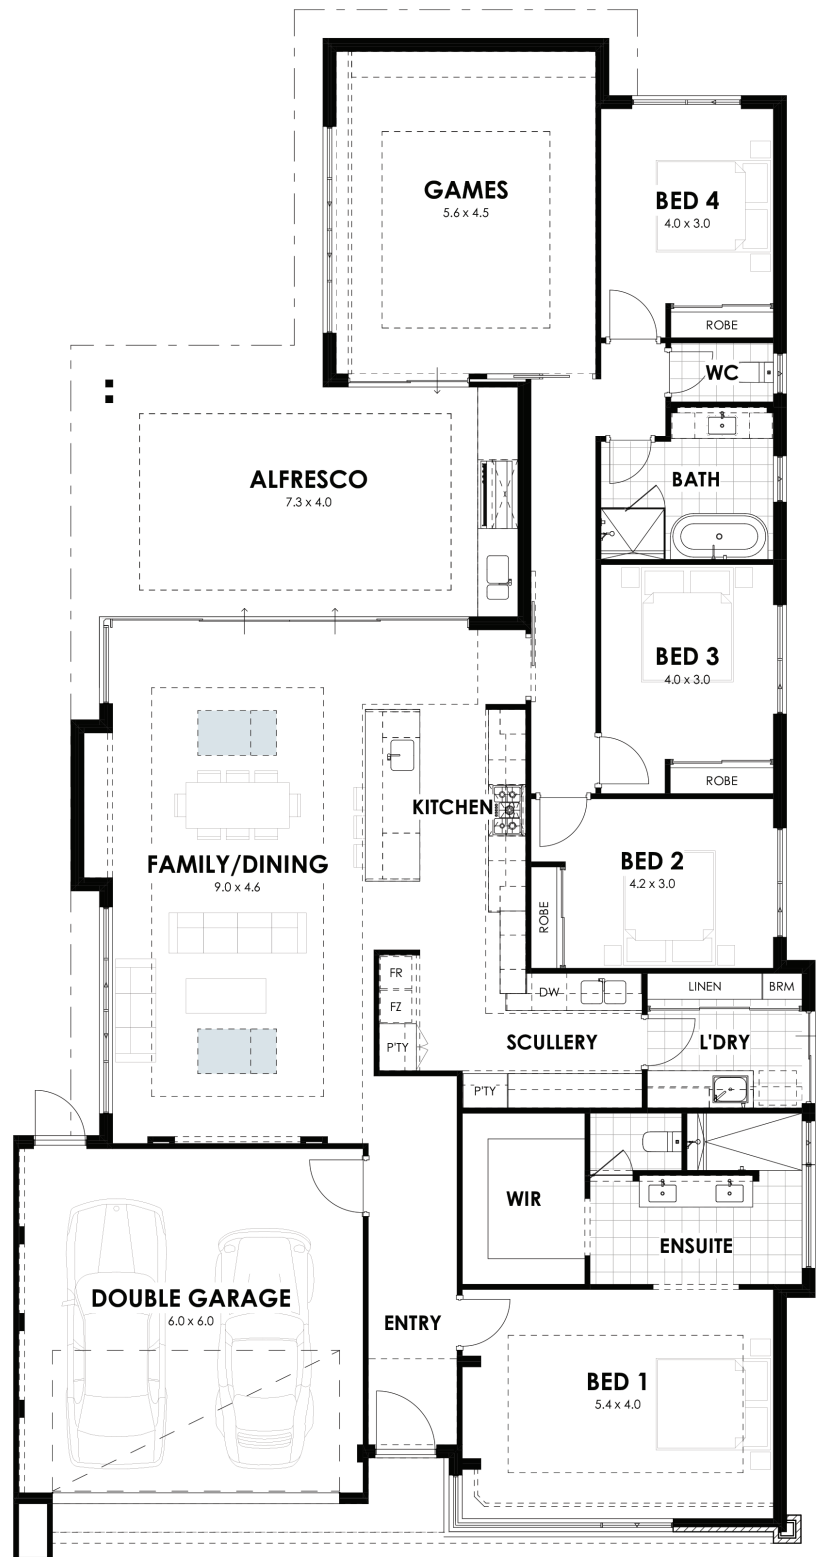 GAMES
5.6 x 4.5
BED 4
4.0 x 3.0
ROBE
WC
ALFRESCO
7.3 x 4.0
BATH
BED 3
4.0 x 3.0
ROBE
KITCHEN
FAMILY/DINING
9.0 x 4.6
BED 2
4.2 x 3.0
ROBE
FR
FZ
P'TY
DW
LINEN
BRM
SCULLERY
L'DRY
P'TY
WIR
ENSUITE
DOUBLE GARAGE
6.0 x 6.0
ENTRY
BED 1
5.4 x 4.0